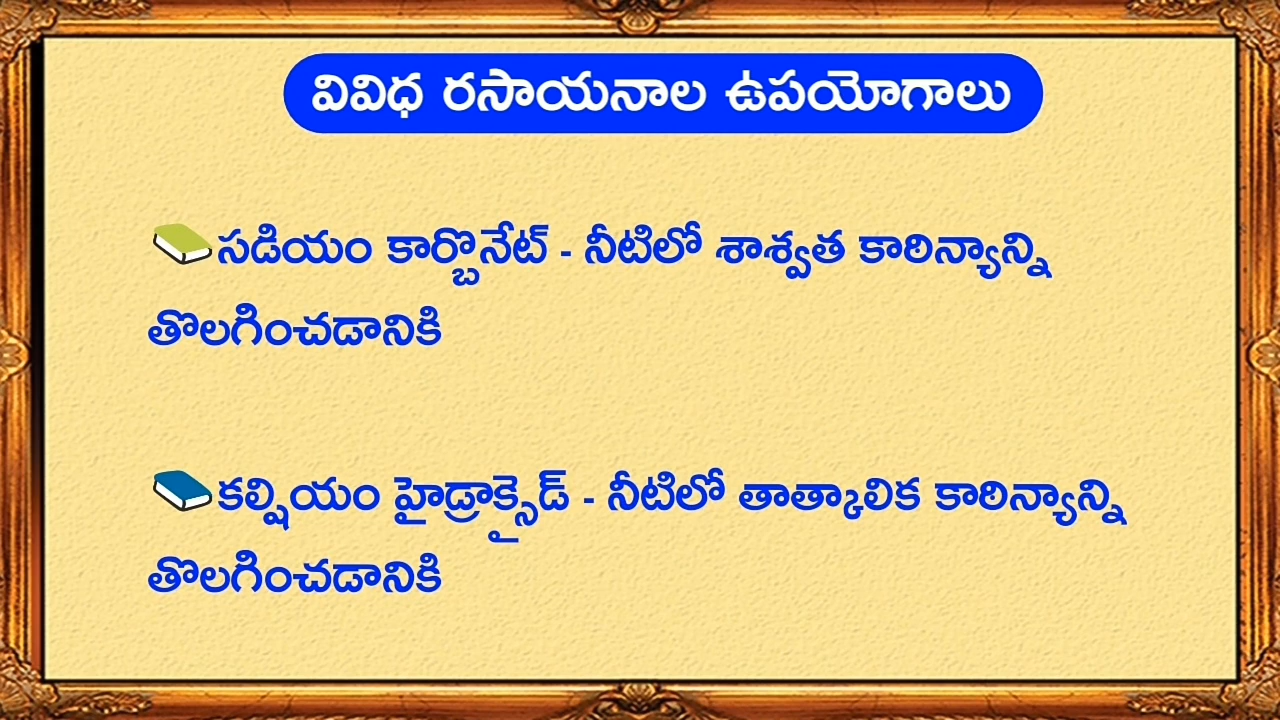 వివిధ రసాయనాల ఉపయోగాలు
సడియం కార్బొనేట్ - నీటిలో శాశ్వత కాఠిన్యాన్ని
తొలగించడానికి
కల్షియం హైడ్రాక్సైడ్ - నీటిలో తాత్కాలిక కాఠిన్యాన్ని
తొలగించడానికి